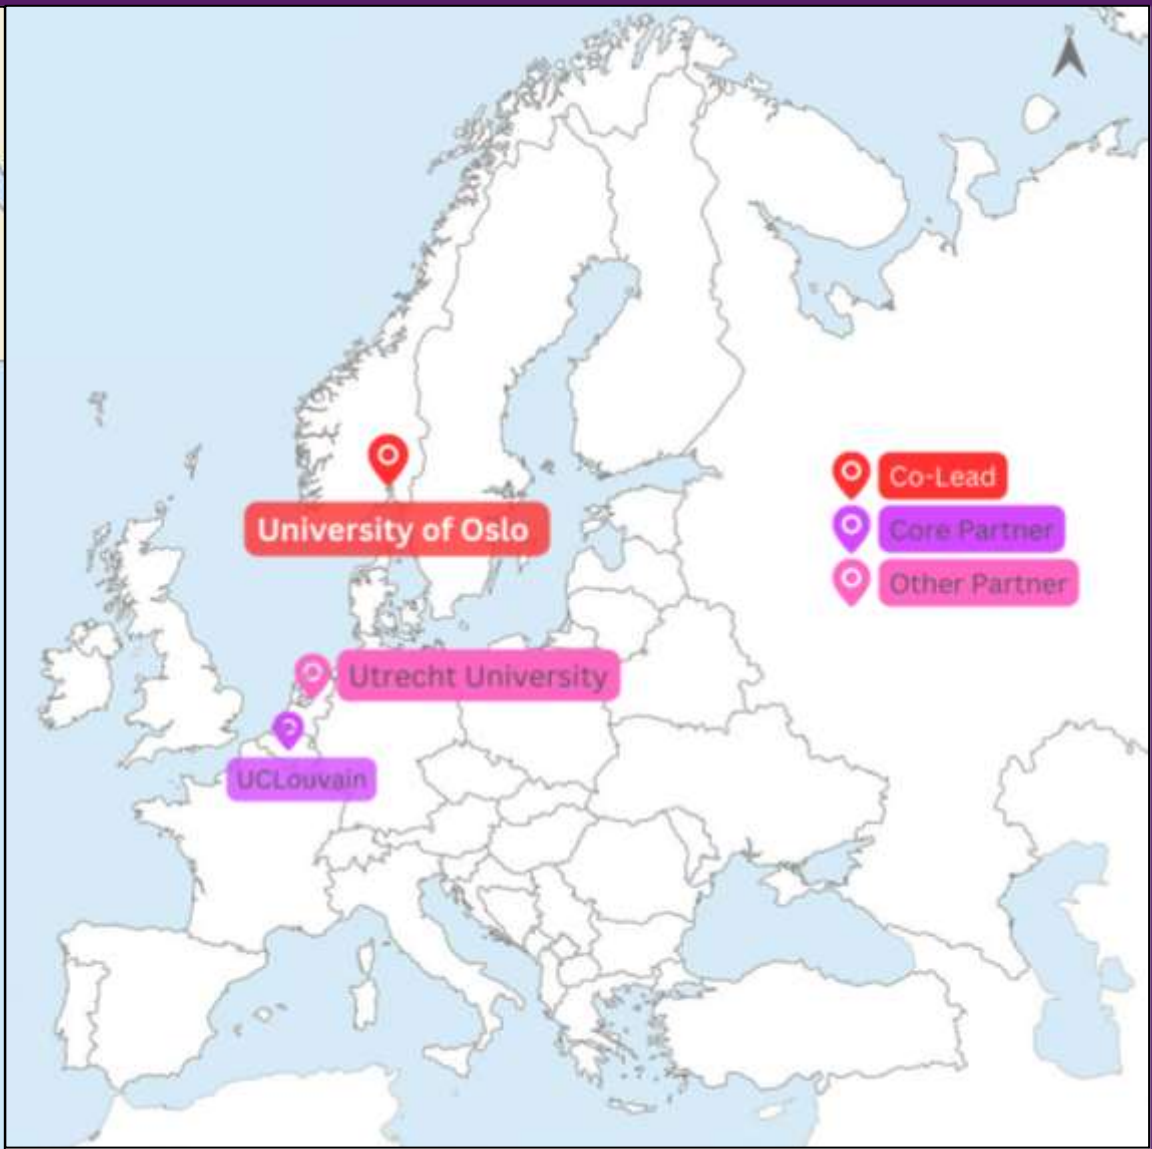 N
Co-Lead
University of Oslo
Core Partner
Other Partner
Utrecht University
UCLouvain